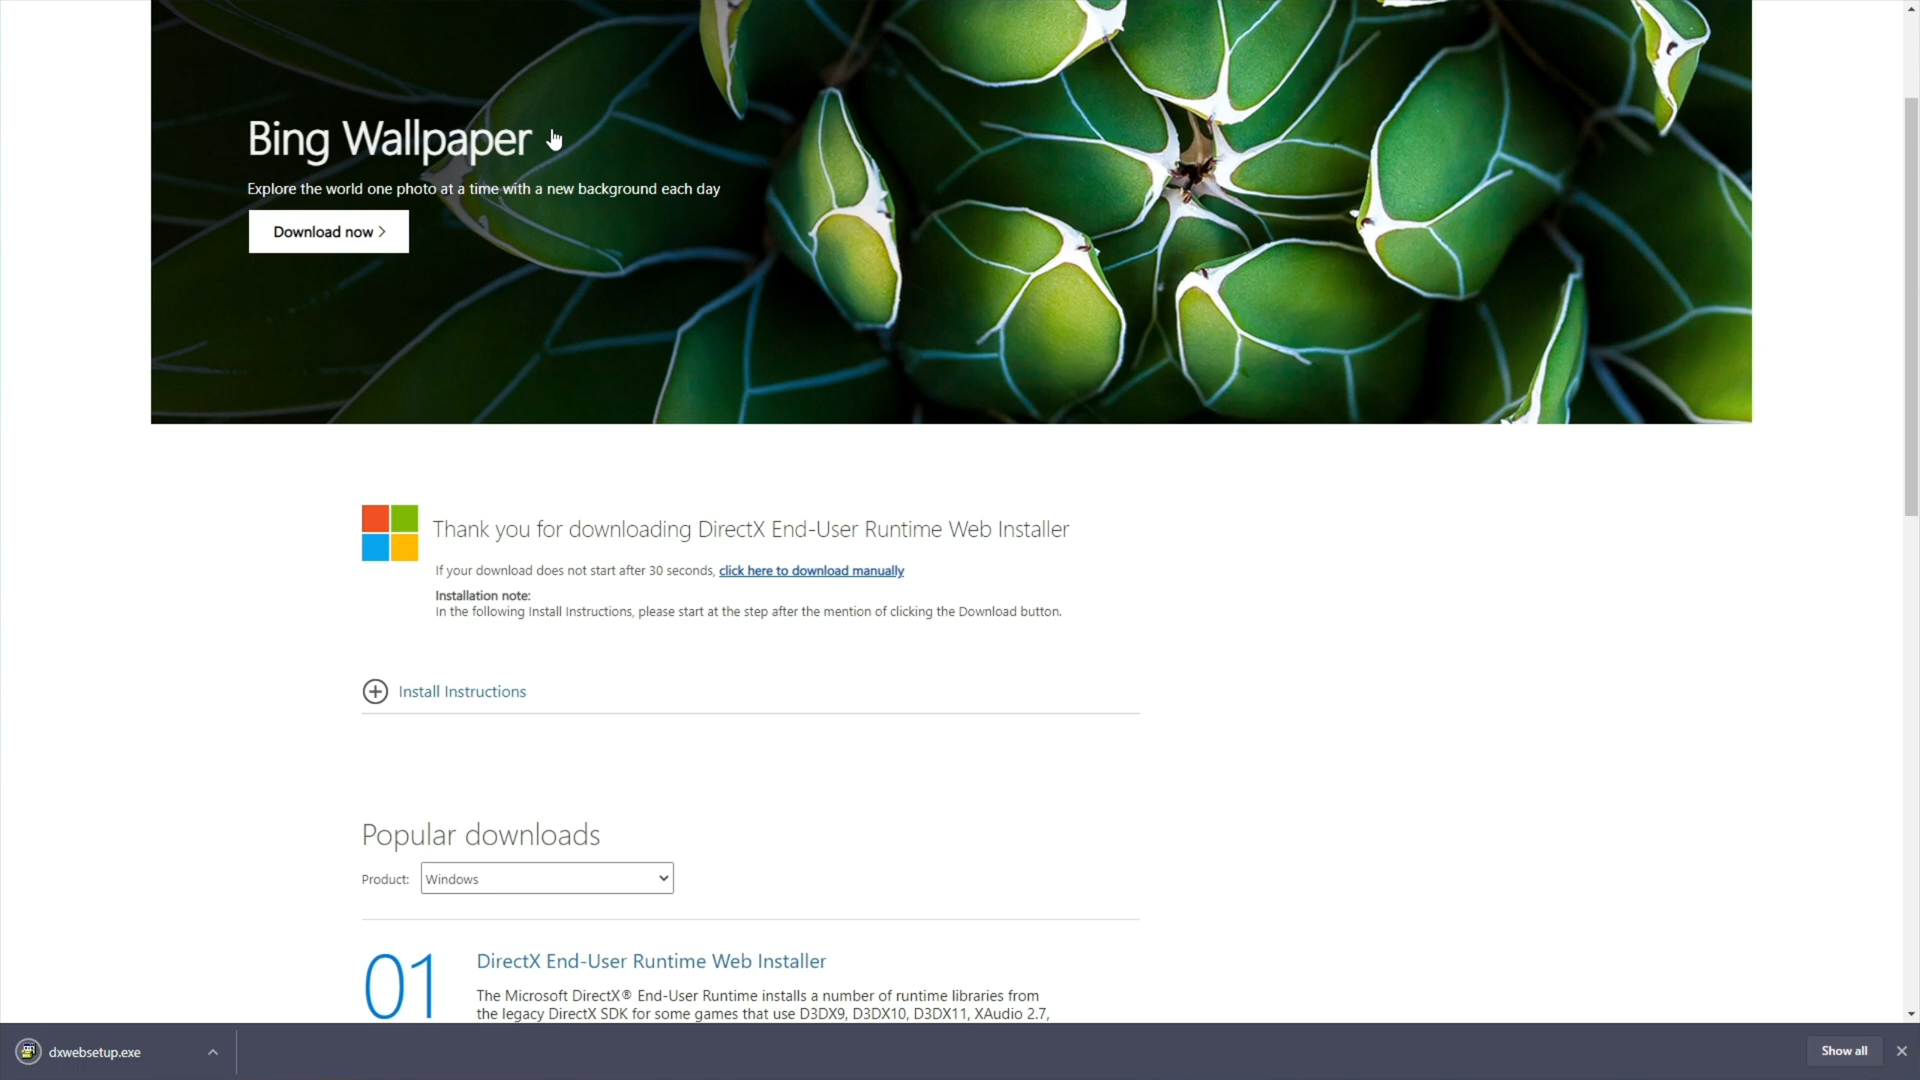 Bing Wallpaper
Explore the world one photo at a time with a new background each day
Download now
Thank you for downloading DirectX End-User Runtime Web Installer
If your download does not start after 30 seconds, click here to download manually
Installation note:
In the following Install Instructions, please start at the step after the mention of clicking the Download button.
Install Instructions
Popular downloads
Product: Windows
01
DirectX End-User Runtime Web Installer
The Microsoft DirectX® End-User Runtime installs a number of runtime libraries from
the legacy DirectX SDK for some games that use D3DX9, D3DX10, D3DX11, XAudio 2.7,
dxwebsetup.exe
Show all